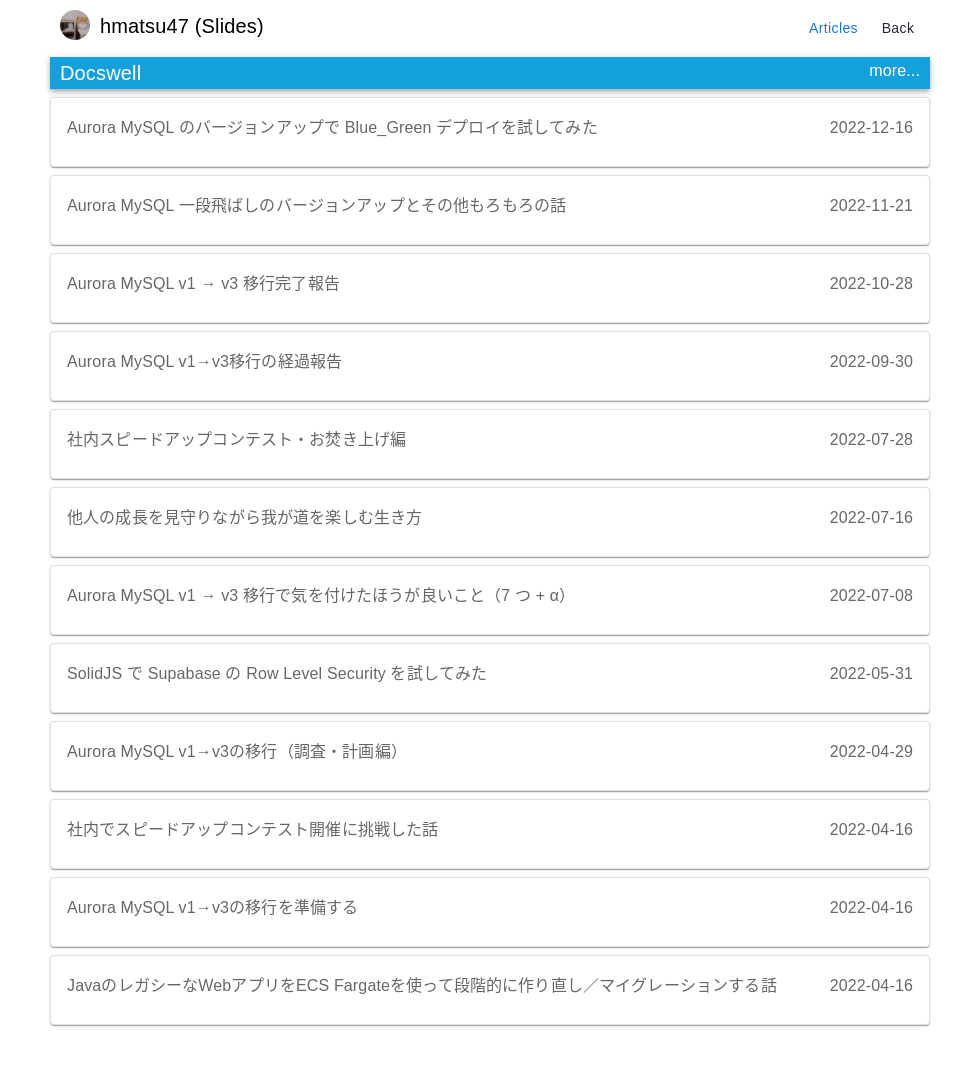 hmatsu47 (Slides)
Articles
Back
Docswell
more...
Aurora MySQL のバージョンアップで Blue_Green デプロイを試してみた 2022-12-16
Aurora MySQL 一段飛ばしのバージョンアップとその他もろもろの話 2022-11-21
Aurora MySQL v1 → v3 移行完了報告 2022-10-28
Aurora MySQL v1→v3移行の経過報告 2022-09-30
社内スピードアップコンテスト・お焚き上げ編 2022-07-28
他人の成長を見守りながら我が道を楽しむ生き方 2022-07-16
Aurora MySQL v1 → v3 移行で気を付けたほうが良いこと（7 つ + α） 2022-07-08
SolidJS で Supabase の Row Level Security を試してみた 2022-05-31
Aurora MySQL v1→v3の移行（調査・計画編） 2022-04-29
社内でスピードアップコンテスト開催に挑戦した話 2022-04-16
Aurora MySQL v1→v3の移行を準備する 2022-04-16
JavaのレガシーなWebアプリをECS Fargateを使って段階的に作り直し／マイグレーションする話 2022-04-16